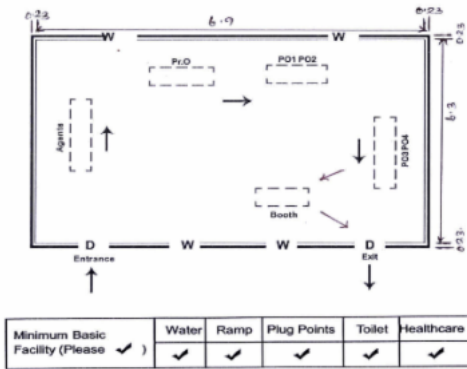 0.23 6.9 0.23
W W
0.23
Pr.O PO1 PO2
Agents
PO3 PO4
6.3
Booth
D W W D
0.23
Entrance Exit
Minimum Basic Facility (Please ✓ ) Water Ramp Plug Points Toilet Healthcare
✓ ✓ ✓ ✓ ✓